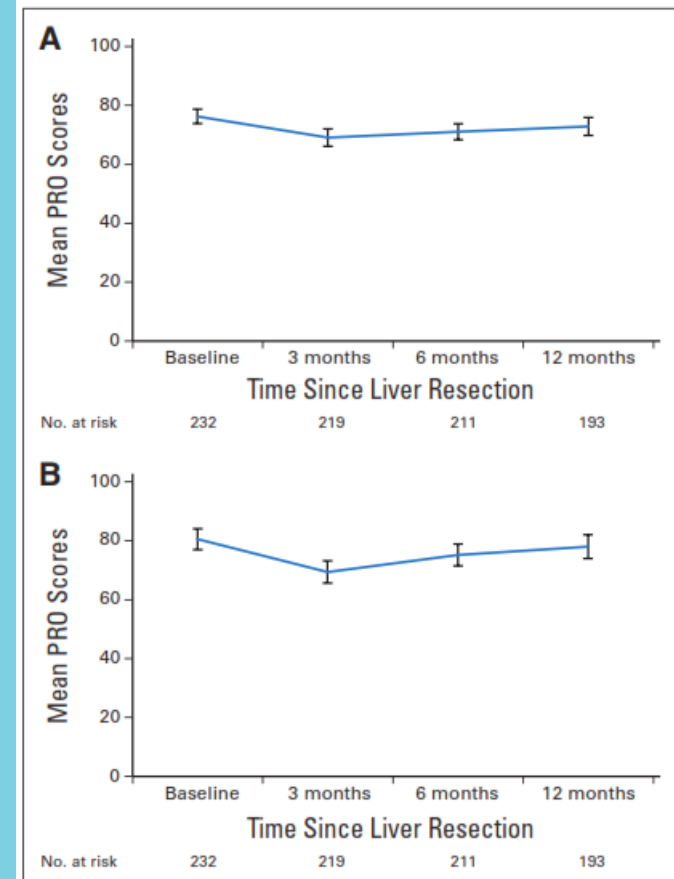 A
100
80
60
40
20
0
Mean PRO Scores
Baseline 3 months 6 months 12 months
Time Since Liver Resection
No. at risk 232 219 211 193
B
100
80
60
40
20
0
Mean PRO Scores
Baseline 3 months 6 months 12 months
Time Since Liver Resection
No. at risk 232 219 211 193